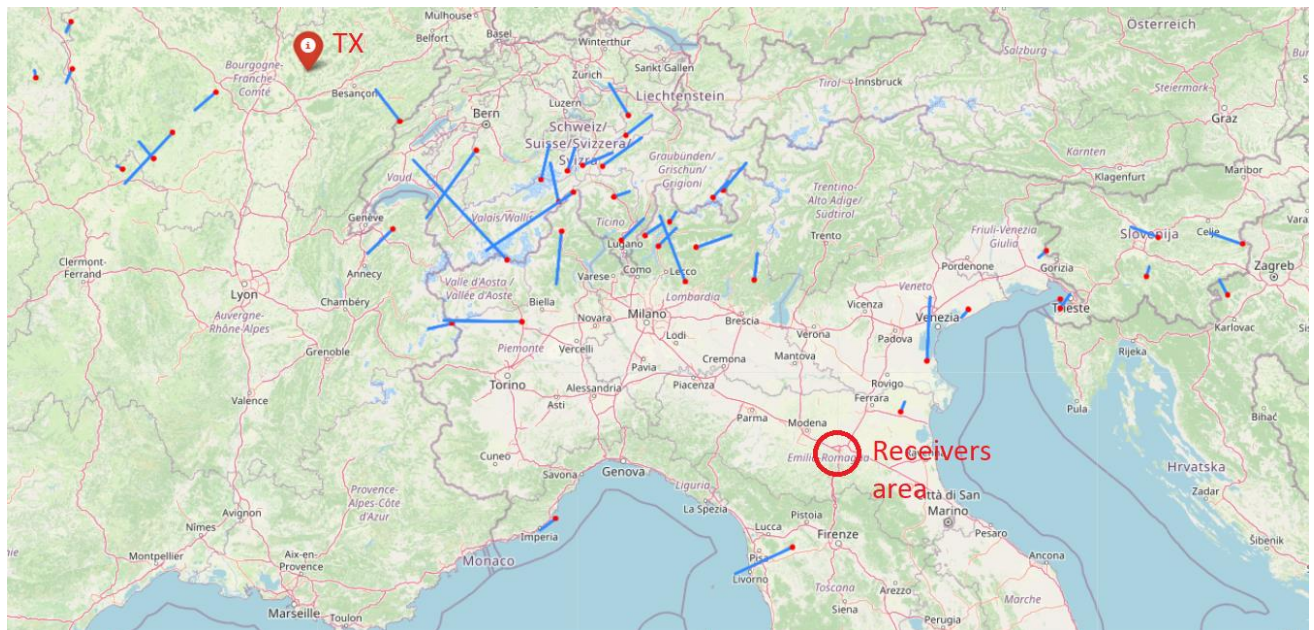 Mulhouse
Österreich
TX
Belfort
Basel
Winterthur
Salzburg
Zürich
Sankt Gallen
Bourgogne-
Franche-
Comté
Tirol
Innsbruck
Steiermark
Besançon
Liechtenstein
Luzern
Bern
Graz
Schweiz/
Suisse/Svizzera/
Svizra
Graubünden/
Grischun/
Grigioni
Kärnten
Klagenfurt
Maribor
Vaud
Trentino-
Alto Adige/
Südtirol
Genève
Valais/Wallis
Ticino
Friuli-Venezia
Giulia
Slovenija
Celje
Trento
Lugano
Annecy
Pordenone
Gorizia
Zagreb
Clermont-
Ferrand
Lyon
Valle d'Aosta /
Vallée d'Aoste
Varese
Como
Lecco
Chambéry
Biella
Lombardia
Veneto
Auvergne-
Rhône-Alpes
Novara
Milano
Brescia
Vicenza
Venezia
Trieste
Karlovac
Lodi
Verona
Padova
Grenoble
Piemonte
Vercelli
Rijeka
Pavia
Cremona
Mantova
Torino
Piacenza
Rovigo
Valence
Alessandria
Asti
Ferrara
Pula
Parma
Modena
Bihać
Cuneo
Emilia-Romagna
Receivers
area
Savona
Genova
Hrvatska
Provence-
Alpes-Côte
d'Azur
Liguria
La Spezia
Città di San
Marino
Zadar
Avignon
Pistoia
Nîmes
Imperia
Lucca
Firenze
Pesaro
Šibenik
Montpellier
Aix-en-
Provence
Monaco
Pisa
Livorno
Ancona
Toscana
Arezzo
Marche
Marseille
Toulon
Siena
Perugia